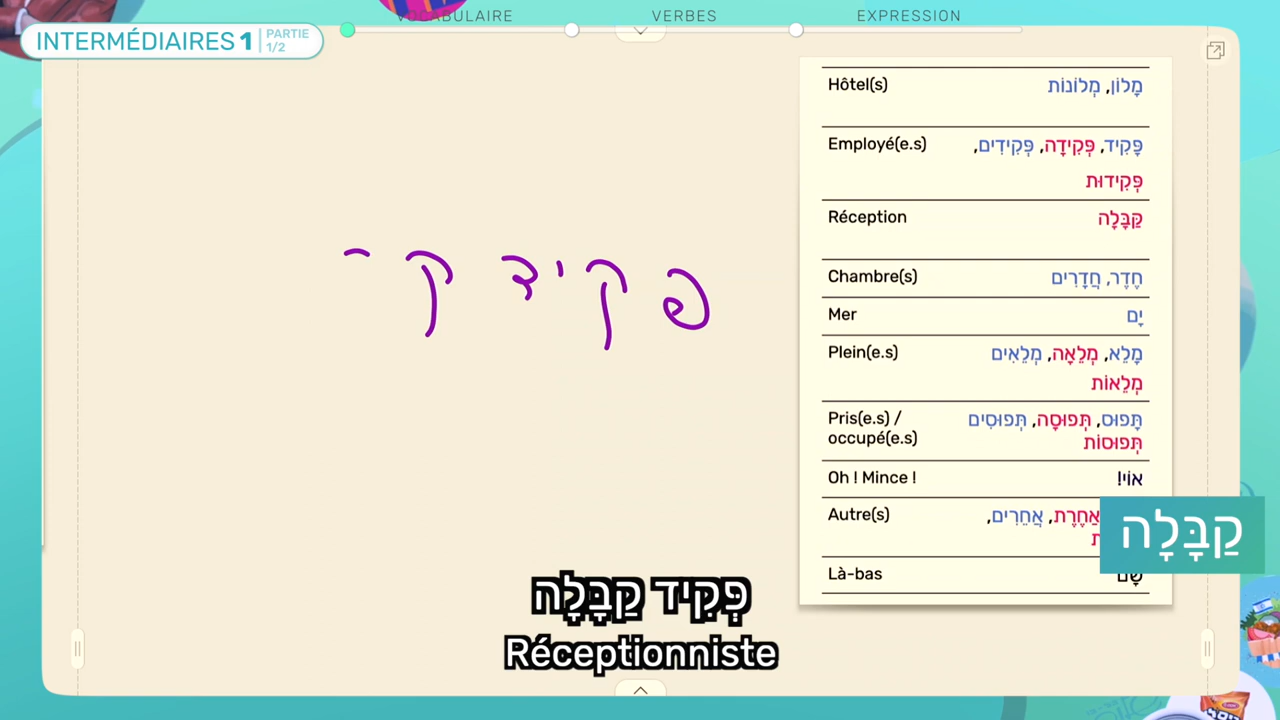 VOCABULAIRE VERBES EXPRESSION
INTERMÉDIAIRES 1 PARTIE 1/2
Hôtel(s) מָלוֹן, מְלוֹנוֹת
Employé(e.s) פָּקִיד, פְּקִידָה, פְּקִידִים,
פְּקִידוּת
Réception קַבָּלָה
Chambre(s) חֶדֶר, חֲדָרִים
Mer יָם
Plein(e.s) מָלֵא, מְלֵאָה, מְלֵאִים
מְלֵאוֹת
Pris(e.s) / תָּפוּס, תְּפוּסָה, תְּפוּסִים
occupé(e.s) תְּפוּסוֹת
Oh ! Mince ! אוֹי!
Autre(s) אַחֶרֶת, אֲחֵרִים,
Là-bas שָׁם
פקיד ק
קַבָּלָה
פְּקִיד קַבָּלָה
Réceptionniste